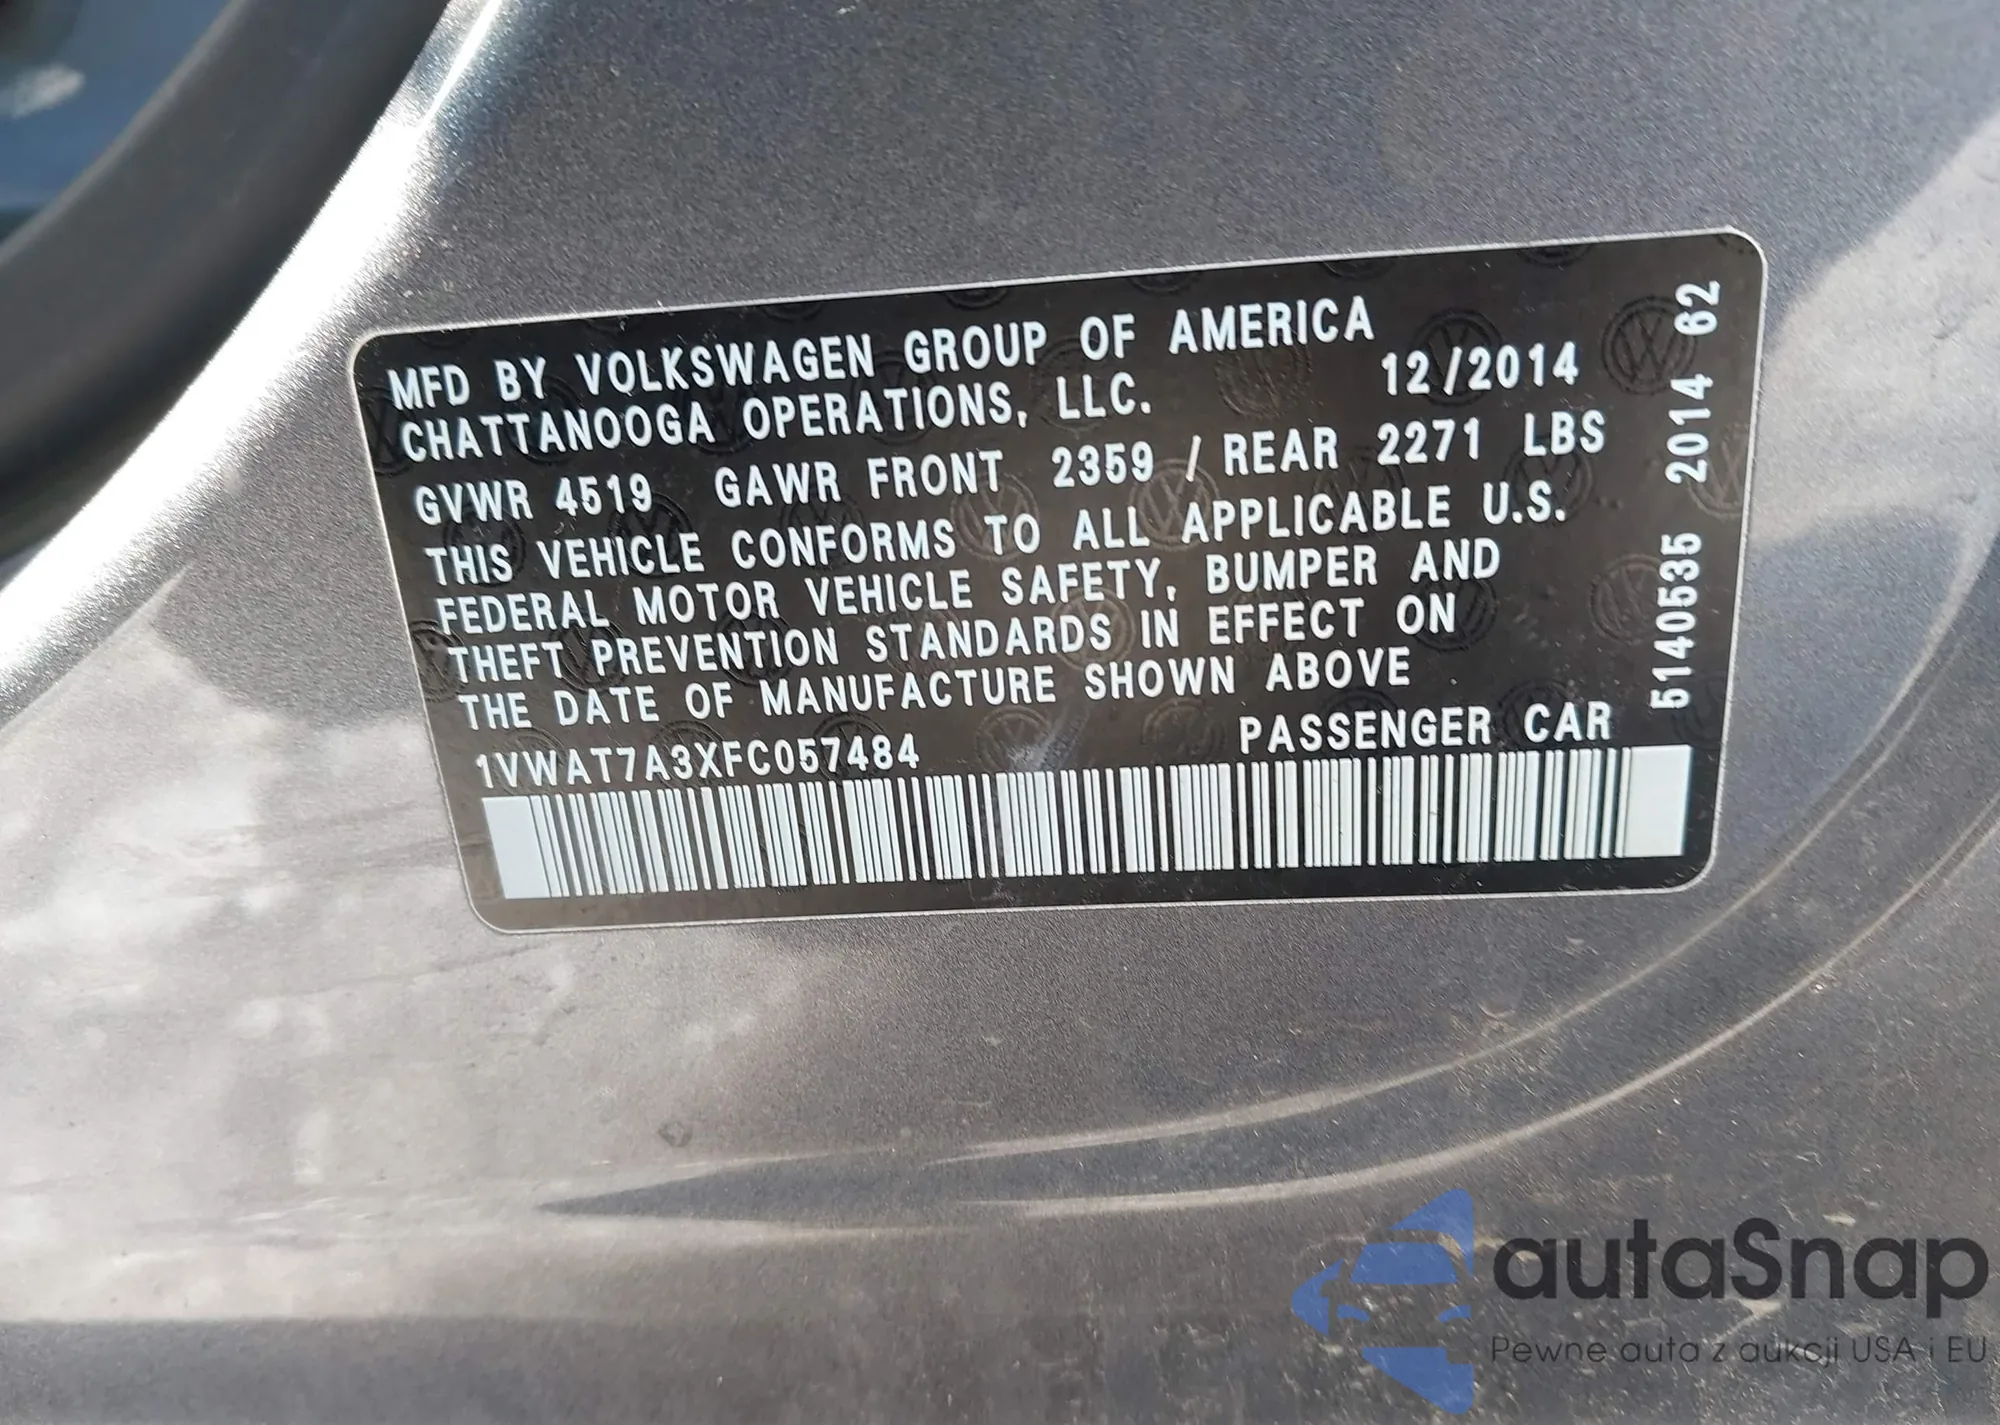 MFD BY VOLKSWAGEN GROUP OF AMERICA
CHATTANOOGA OPERATIONS, LLC. 12/2014
GVWR 4519 GAWR FRONT 2359 / REAR 2271 LBS
THIS VEHICLE CONFORMS TO ALL APPLICABLE U.S.
FEDERAL MOTOR VEHICLE SAFETY, BUMPER AND
THEFT PREVENTION STANDARDS IN EFFECT ON
THE DATE OF MANUFACTURE SHOWN ABOVE
1VWAT7A3XFC057484 PASSENGER CAR
5140535 2014 62
autaSnap
Pewne auta z aukcji USA i EU